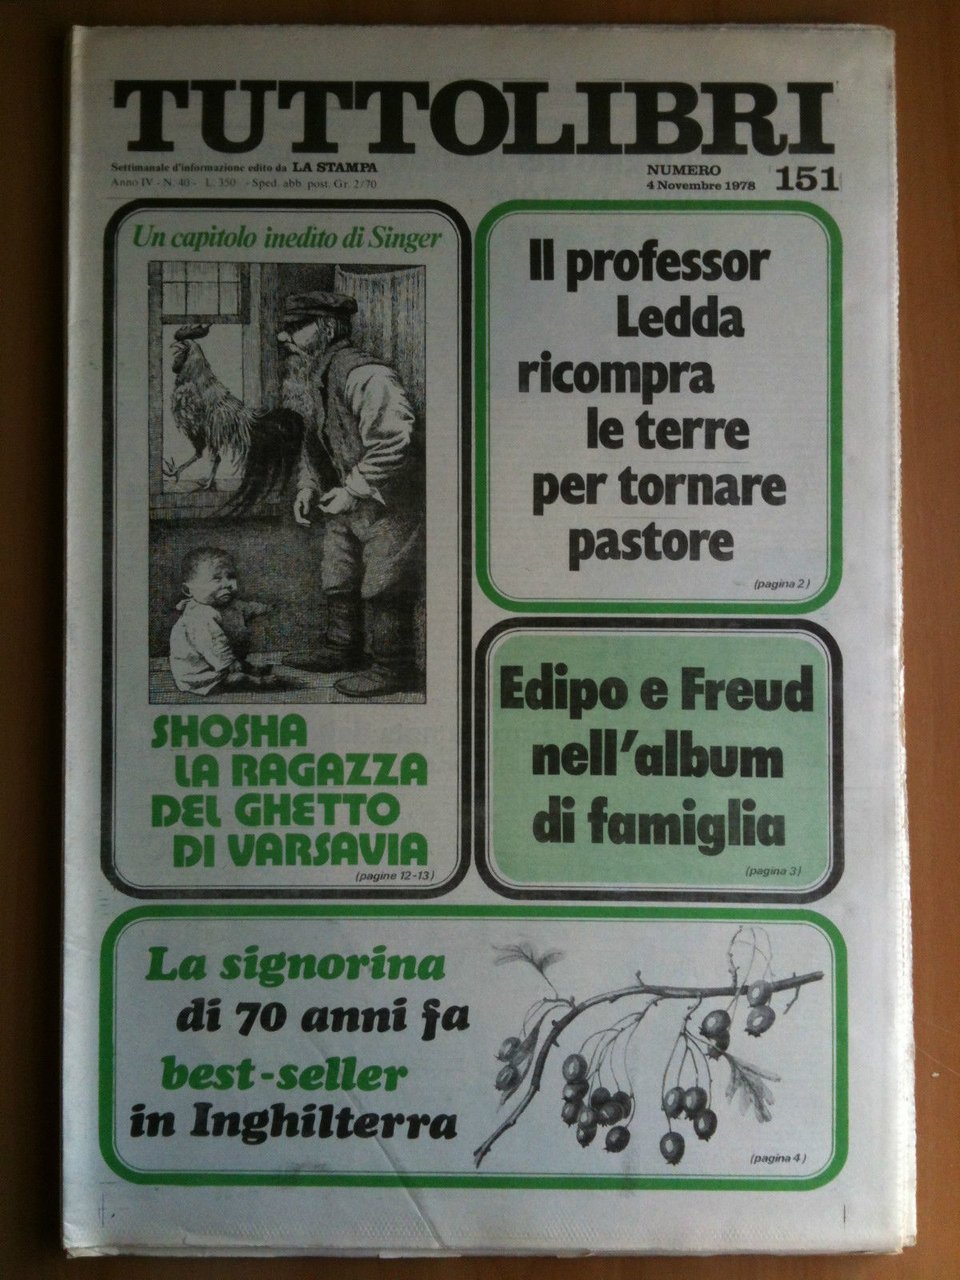 TUTTOLIBRI
Settimanale d'informazione edito da LA STAMPA
Anno IV - N. 40 - L. 350 - Sped. abb. post. Gr. 2/70
NUMERO
4 Novembre 1978
151
Un capitolo inedito di Singer
SHOSHA
LA RAGAZZA
DEL GHETTO
DI VARSAVIA
(pagine 12-13)
Il professor
Ledda
ricompra
le terre
per tornare
pastore
(pagina 2)
Edipo e Freud
nell'album
di famiglia
(pagina 3)
La signorina
di 70 anni fa
best-seller
in Inghilterra
(pagina 4)